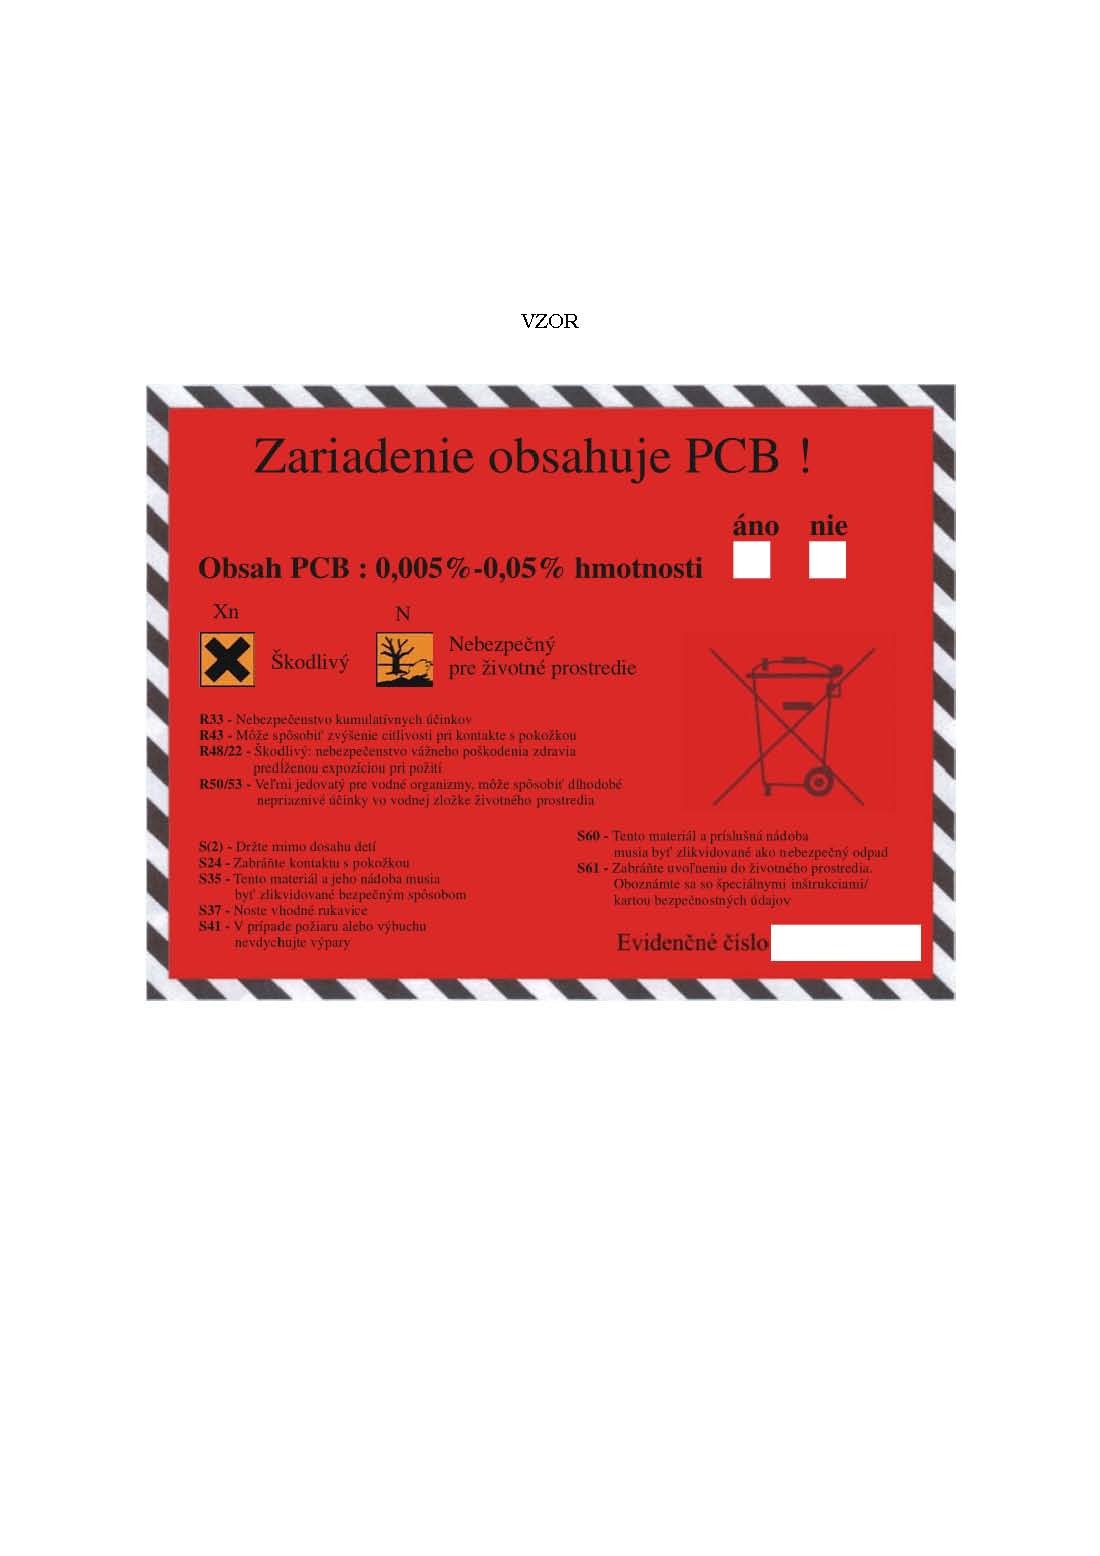 VZOR
Zariadenie obsahuje PCB !
áno nie
Obsah PCB : 0,005%-0,05% hmotnosti
Xn
N
Škodlivý
Nebezpečný
pre životné prostredie
R33 - Nebezpečenstvo kumulatívnych účinkov
R43 - Môže spôsobiť zvýšenie citlivosti pri kontakte s pokožkou
R48/22 - Škodlivý: nebezpečenstvo vážneho poškodenia zdravia
predĺženou expozíciou pri požití
R50/53 - Veľmi jedovatý pre vodné organizmy, môže spôsobiť dlhodobé
nepriaznivé účinky vo vodnej zložke životného prostredia
S(2) - Držte mimo dosahu detí
S24 - Zabráňte kontaktu s pokožkou
S35 - Tento materiál a jeho nádoba musia
byť zlikvidované bezpečným spôsobom
S37 - Noste vhodné rukavice
S41 - V prípade požiaru alebo výbuchu
nevdychujte výpary
S60 - Tento materiál a príslušná nádoba
musia byť zlikvidované ako nebezpečný odpad
S61 - Zabráňte uvoľneniu do životného prostredia.
Oboznámte sa so špeciálnymi inštrukciami/
kartou bezpečnostných údajov
Evidenčné číslo